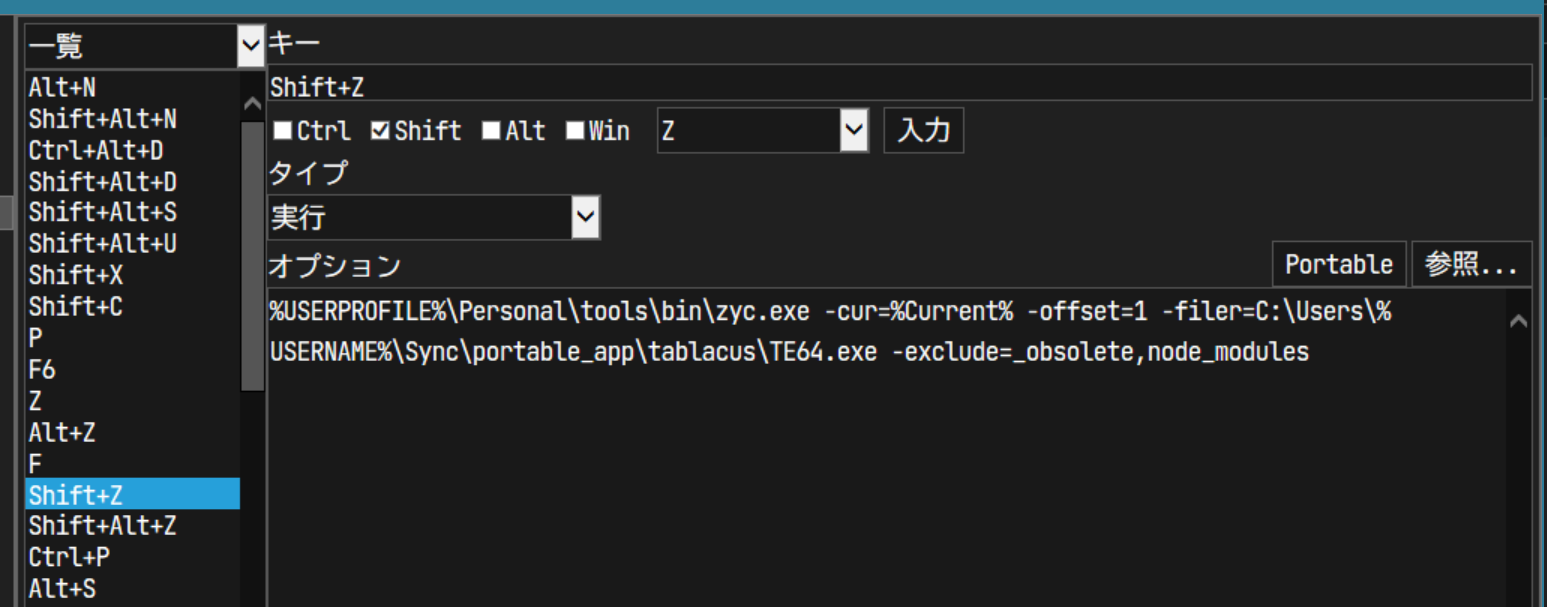 一覧
Alt+N
Shift+Alt+N
Ctrl+Alt+D
Shift+Alt+D
Shift+Alt+S
Shift+Alt+U
Shift+X
Shift+C
P
F6
Z
Alt+Z
F
Shift+Z
Shift+Alt+Z
Ctrl+P
Alt+S
キー
Shift+Z
Ctrl Shift Alt Win Z 入力
タイプ
実行
オプション Portable 参照...
%USERPROFILE%\Personal\tools\bin\zyc.exe -cur=%Current% -offset=1 -filer=C:\Users\%
USERNAME%\Sync\portable_app\tablacus\TE64.exe -exclude=_obsolete,node_modules